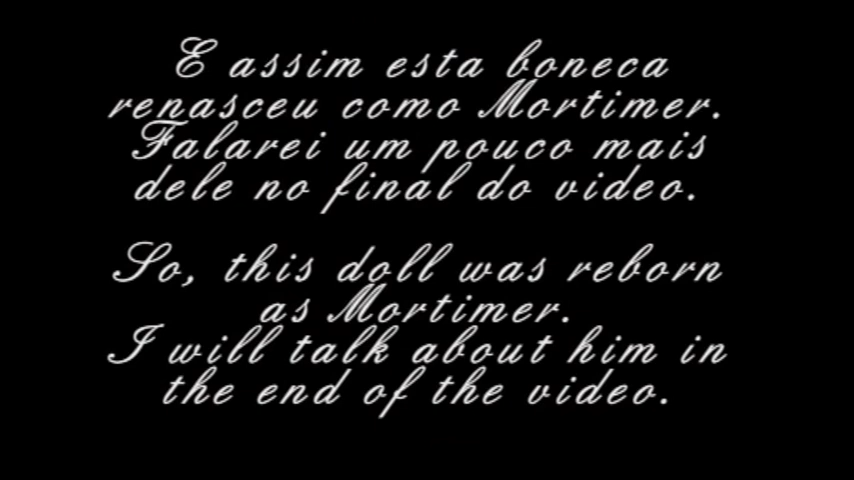 E assim esta boneca
renasceu como Mortimer.
Falarei um pouco mais
dele no final do video.
So, this doll was reborn
as Mortimer.
I will talk about him in
the end of the video.